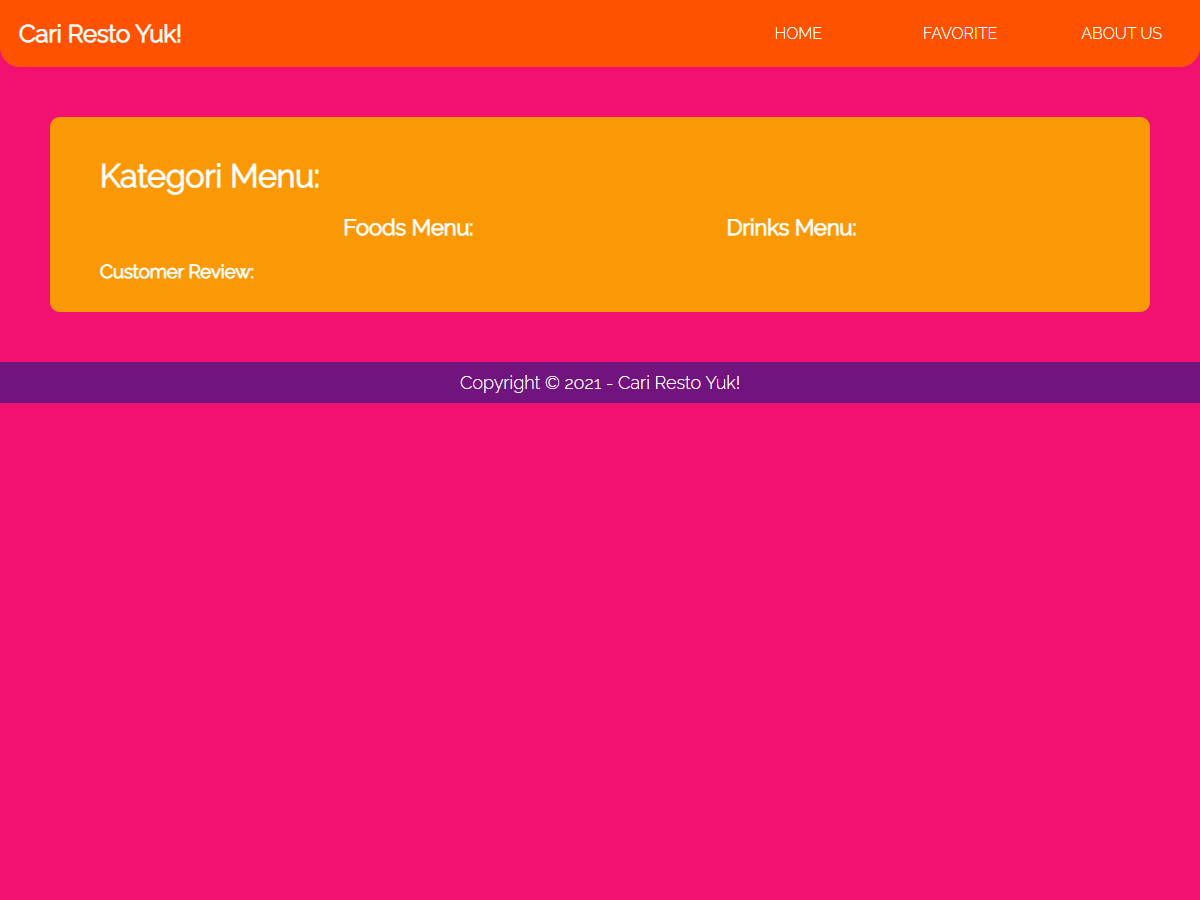 Cari Resto Yuk!
HOME
FAVORITE
ABOUT US
Kategori Menu:
Foods Menu:
Drinks Menu:
Customer Review:
Copyright © 2021 - Cari Resto Yuk!